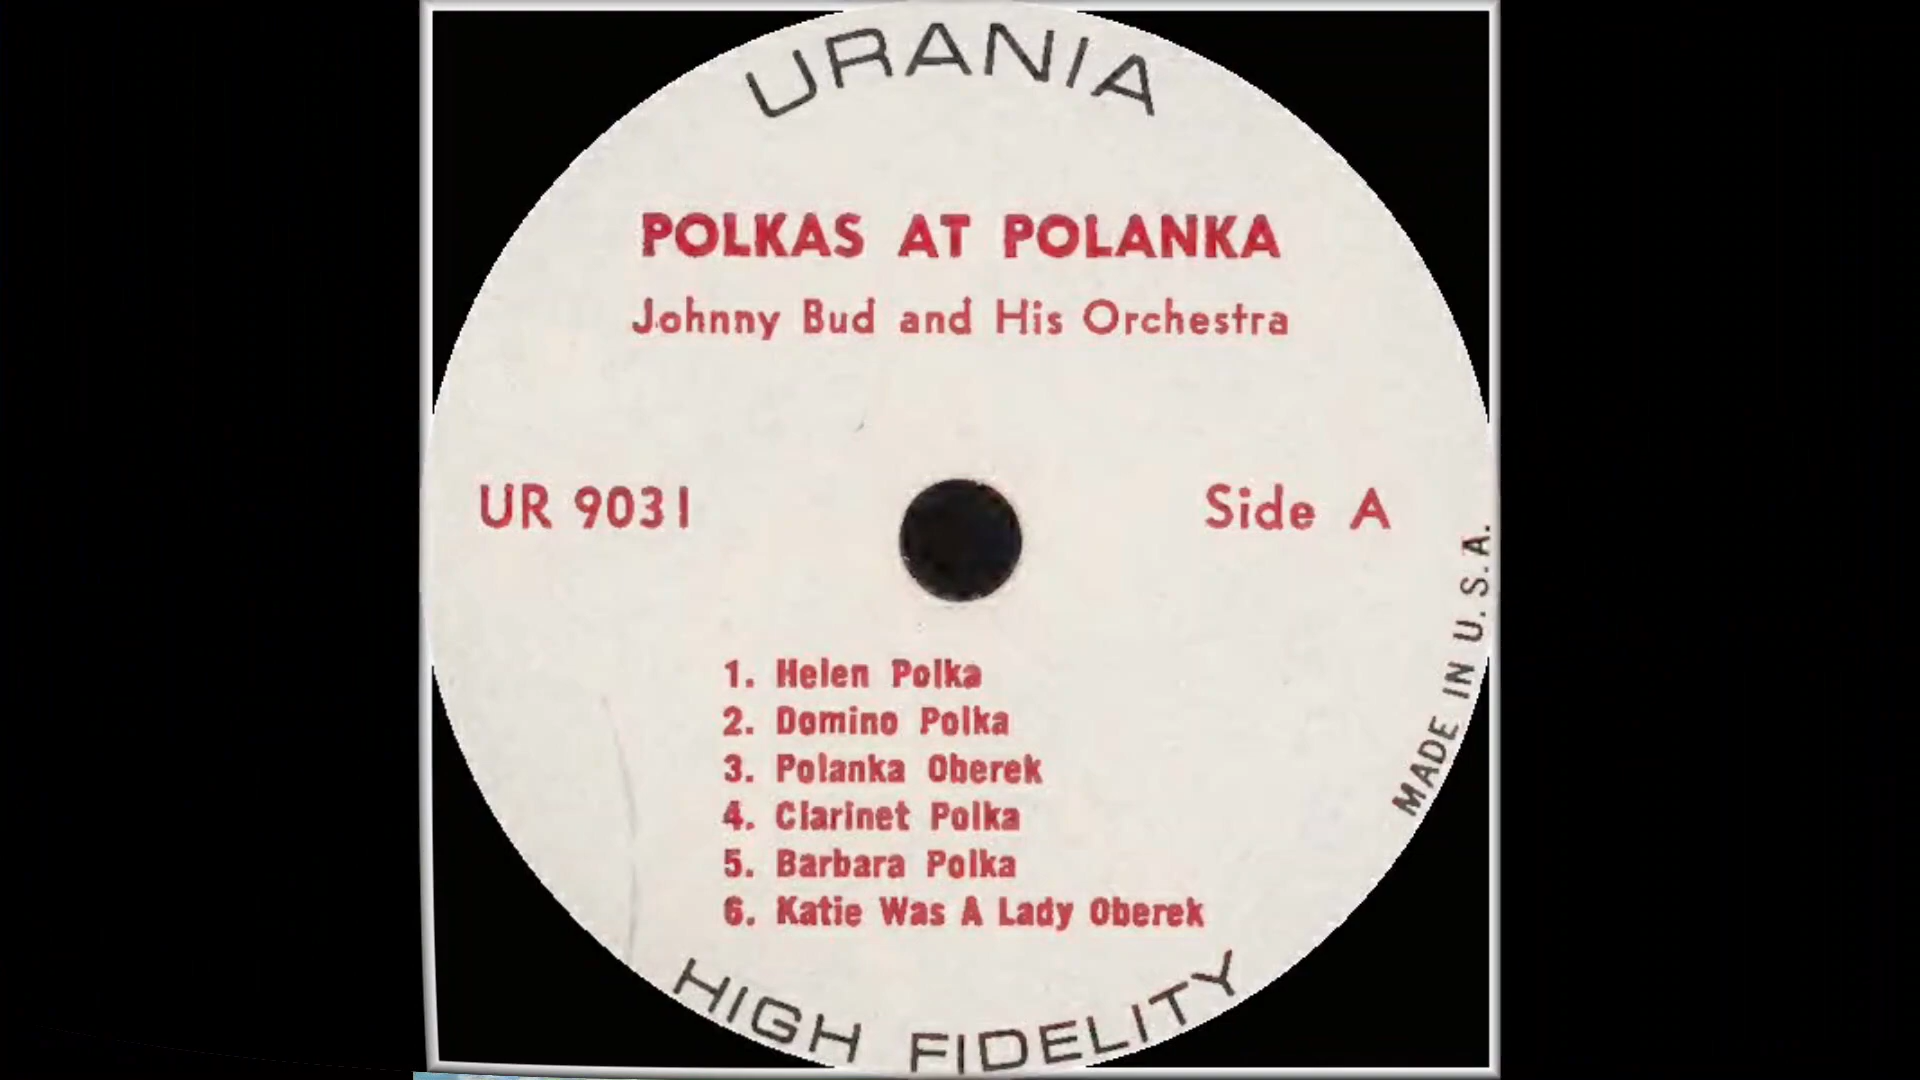 URANIA
POLKAS AT POLANKA
Johnny Bud and His Orchestra
UR 9031
Side A
MADE IN U.S.A.
1. Helen Polka
2. Domino Polka
3. Polanka Oberek
4. Clarinet Polka
5. Barbara Polka
6. Katie Was A Lady Oberek
HIGH FIDELITY